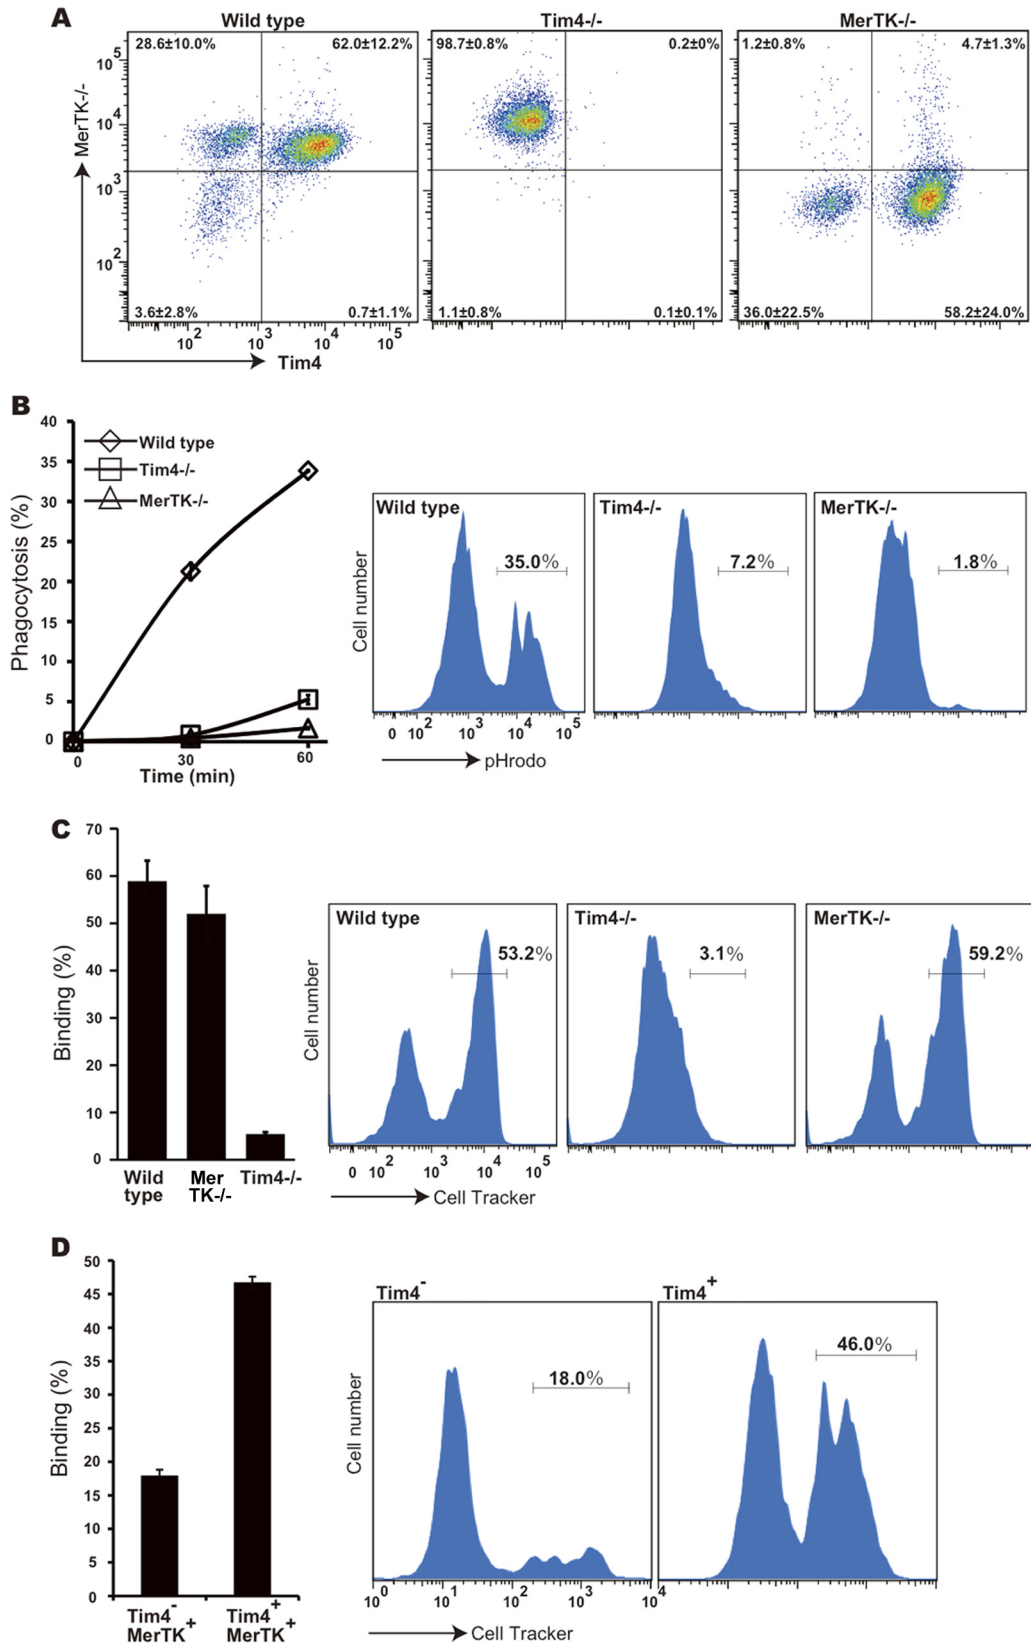 A
Wild type
Tim4-/-
MerTK-/-
28.6±10.0%
62.0±12.2%
98.7±0.8%
0.2±0%
1.2±0.8%
4.7±1.3%
MerTK-/-
10^5
10^4
10^3
10^2
3.6±2.8%
0.7±1.1%
1.1±0.8%
0.1±0.1%
36.0±22.5%
58.2±24.0%
10^2
10^3
10^4
10^5
Tim4
B
Phagocytosis (%)
40
35
30
25
20
15
10
5
0
Wild type
Tim4-/-
MerTK-/-
0
30
60
Time (min)
Cell number
Wild type
35.0%
Tim4-/-
7.2%
MerTK-/-
1.8%
0 10^2 10^3 10^4 10^5
pHrodo
C
Binding (%)
70
60
50
40
30
20
10
0
Wild
type
Mer
TK-/-
Tim4-/-
Cell number
Wild type
53.2%
Tim4-/-
3.1%
MerTK-/-
59.2%
0 10^2 10^3 10^4 10^5
Cell Tracker
D
Binding (%)
50
45
40
35
30
25
20
15
10
5
0
Tim4^-
MerTK^+
Tim4^+
MerTK^+
Cell number
Tim4^-
18.0%
Tim4^+
46.0%
10^0 10^1 10^2 10^3 10^4
Cell Tracker